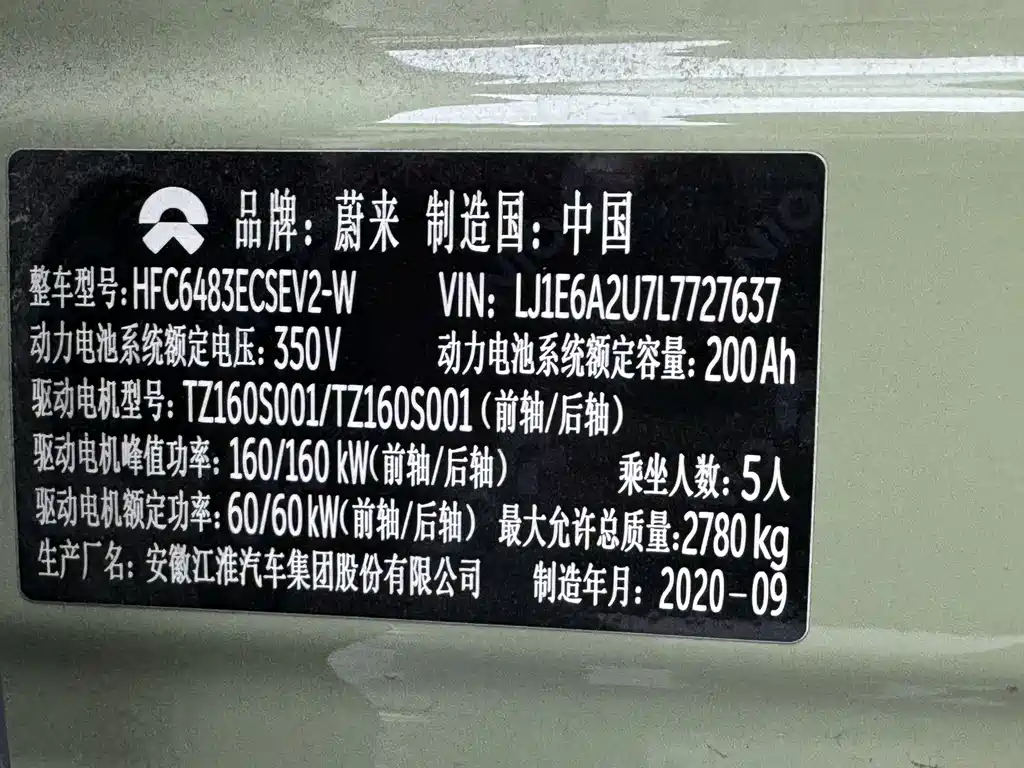 品牌：蔚来 制造国：中国
整车型号：HFC6483ECSEV2-W VIN：LJ1E6A2U7L7727637
动力电池系统额定电压：350V 动力电池系统额定容量：200Ah
驱动电机型号：TZ160S001/TZ160S001（前轴/后轴）
驱动电机峰值功率：160/160 kW（前轴/后轴） 乘坐人数：5人
驱动电机额定功率：60/60kW（前轴/后轴） 最大允许总质量：2780 kg
生产厂名：安徽江淮汽车集团股份有限公司 制造年月：2020-09